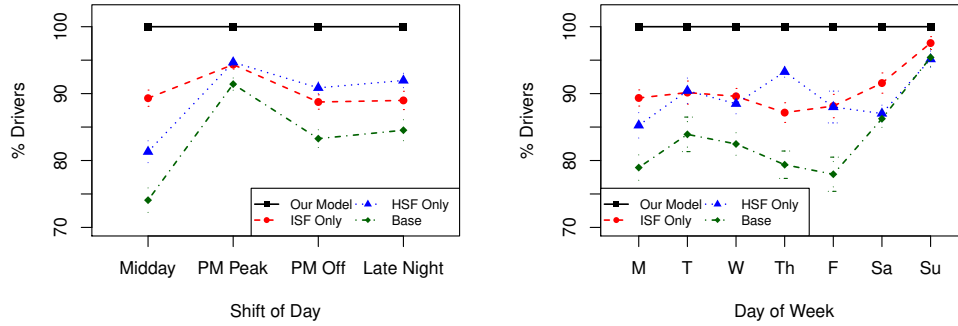 100
90
80
70
% Drivers
Our Model
ISF Only
HSF Only
Base
Midday PM Peak PM Off Late Night
Shift of Day
100
90
80
70
% Drivers
Our Model
ISF Only
HSF Only
Base
M T W Th F Sa Su
Day of Week